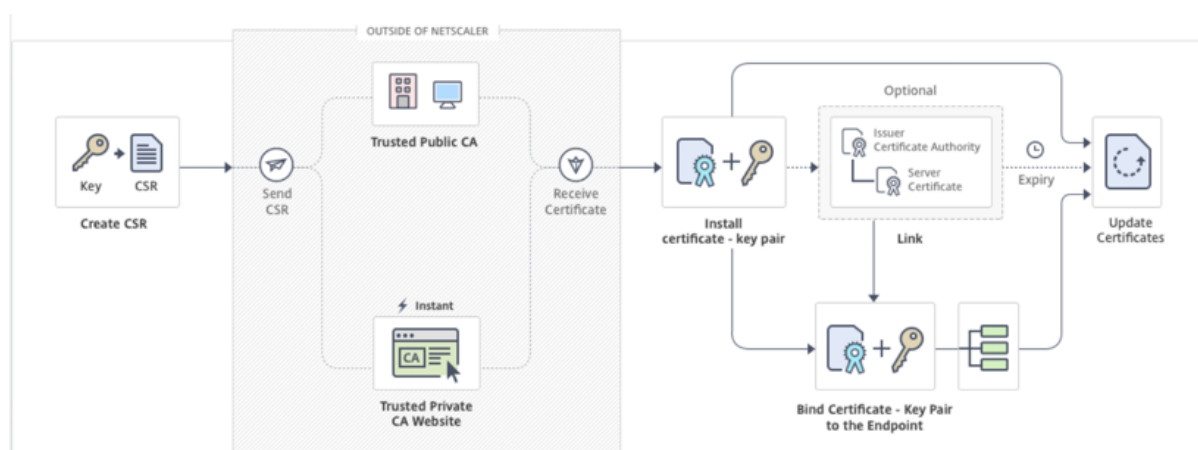 OUTSIDE OF NETSCALER
Key
CSR
Create CSR
Send
CSR
Trusted Public CA
Instant
CA
Trusted Private
CA Website
Receive
Certificate
Install
certificate - key pair
Optional
Issuer
Certificate Authority
Server
Certificate
Link
Expiry
Update
Certificates
Bind Certificate - Key Pair
to the Endpoint